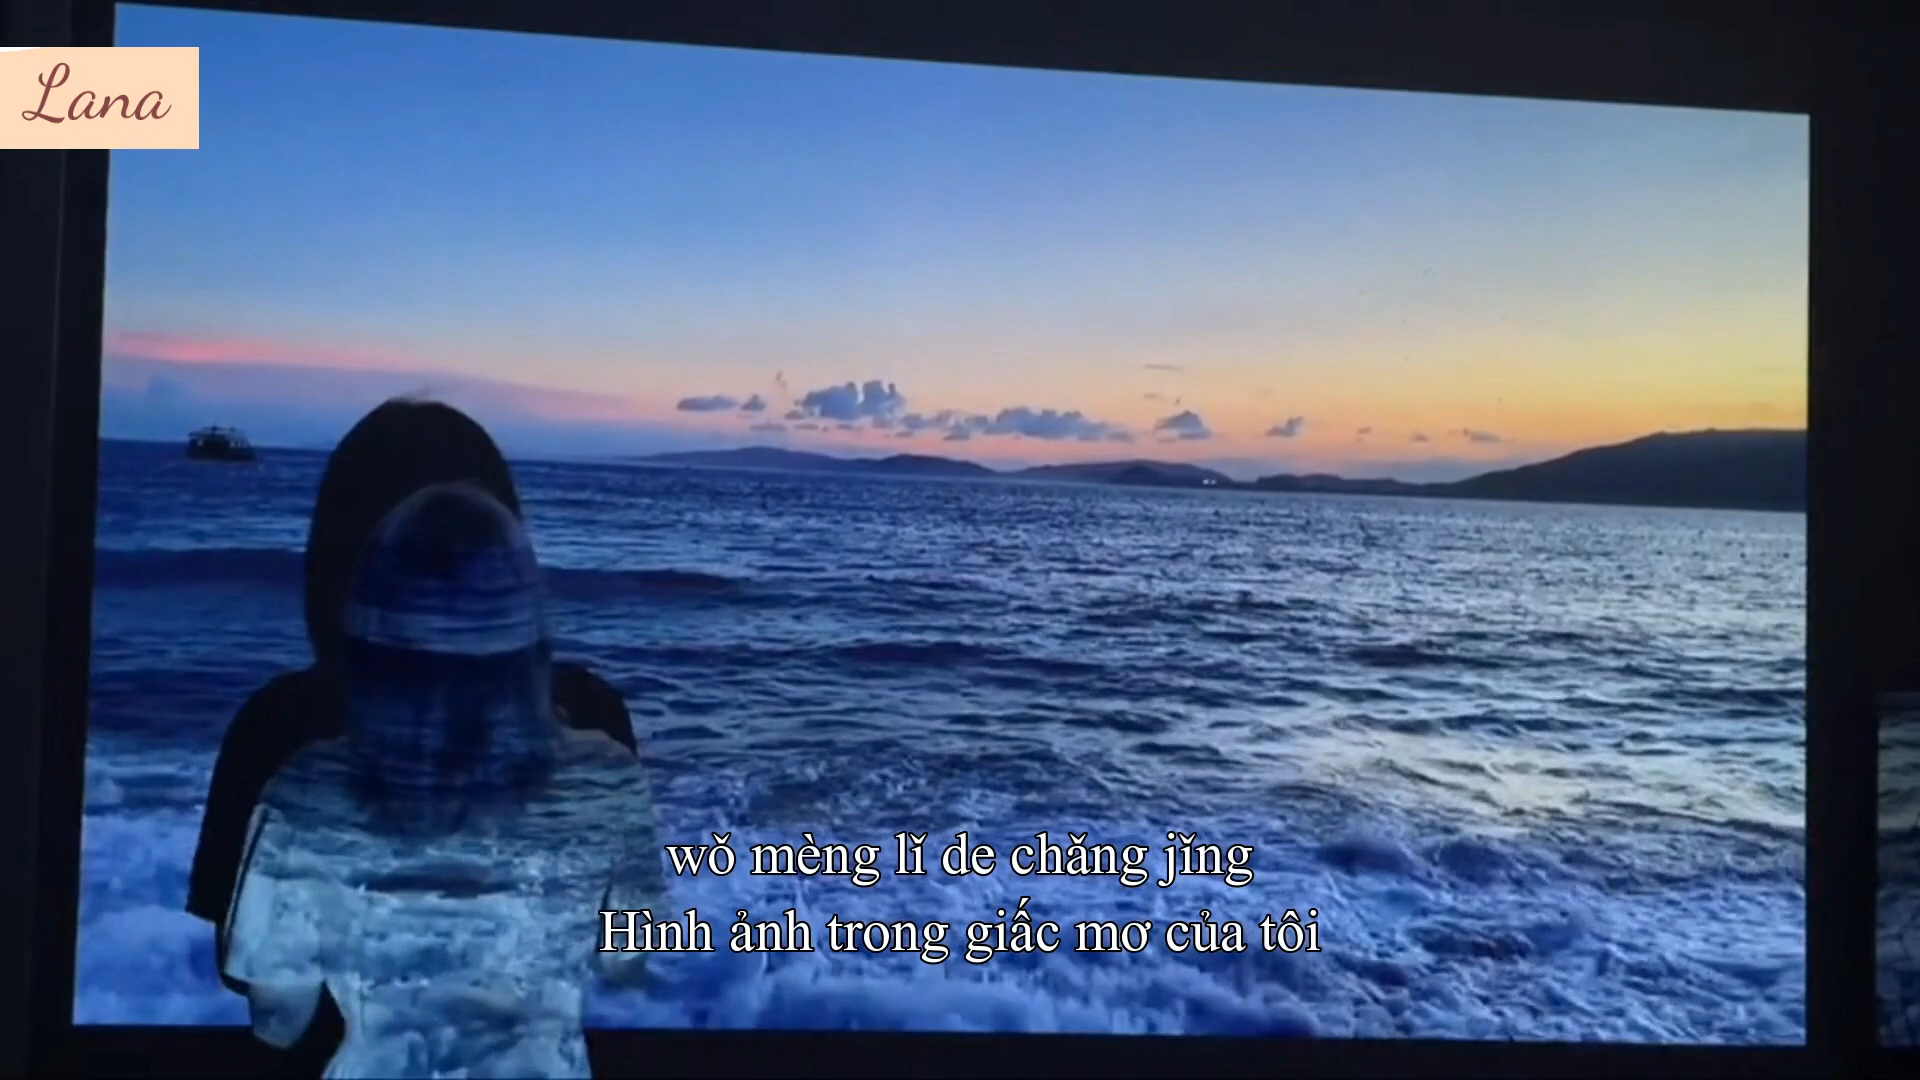 Lana
wǒ mèng lǐ de chǎng jǐng
Hình ảnh trong giấc mơ của tôi